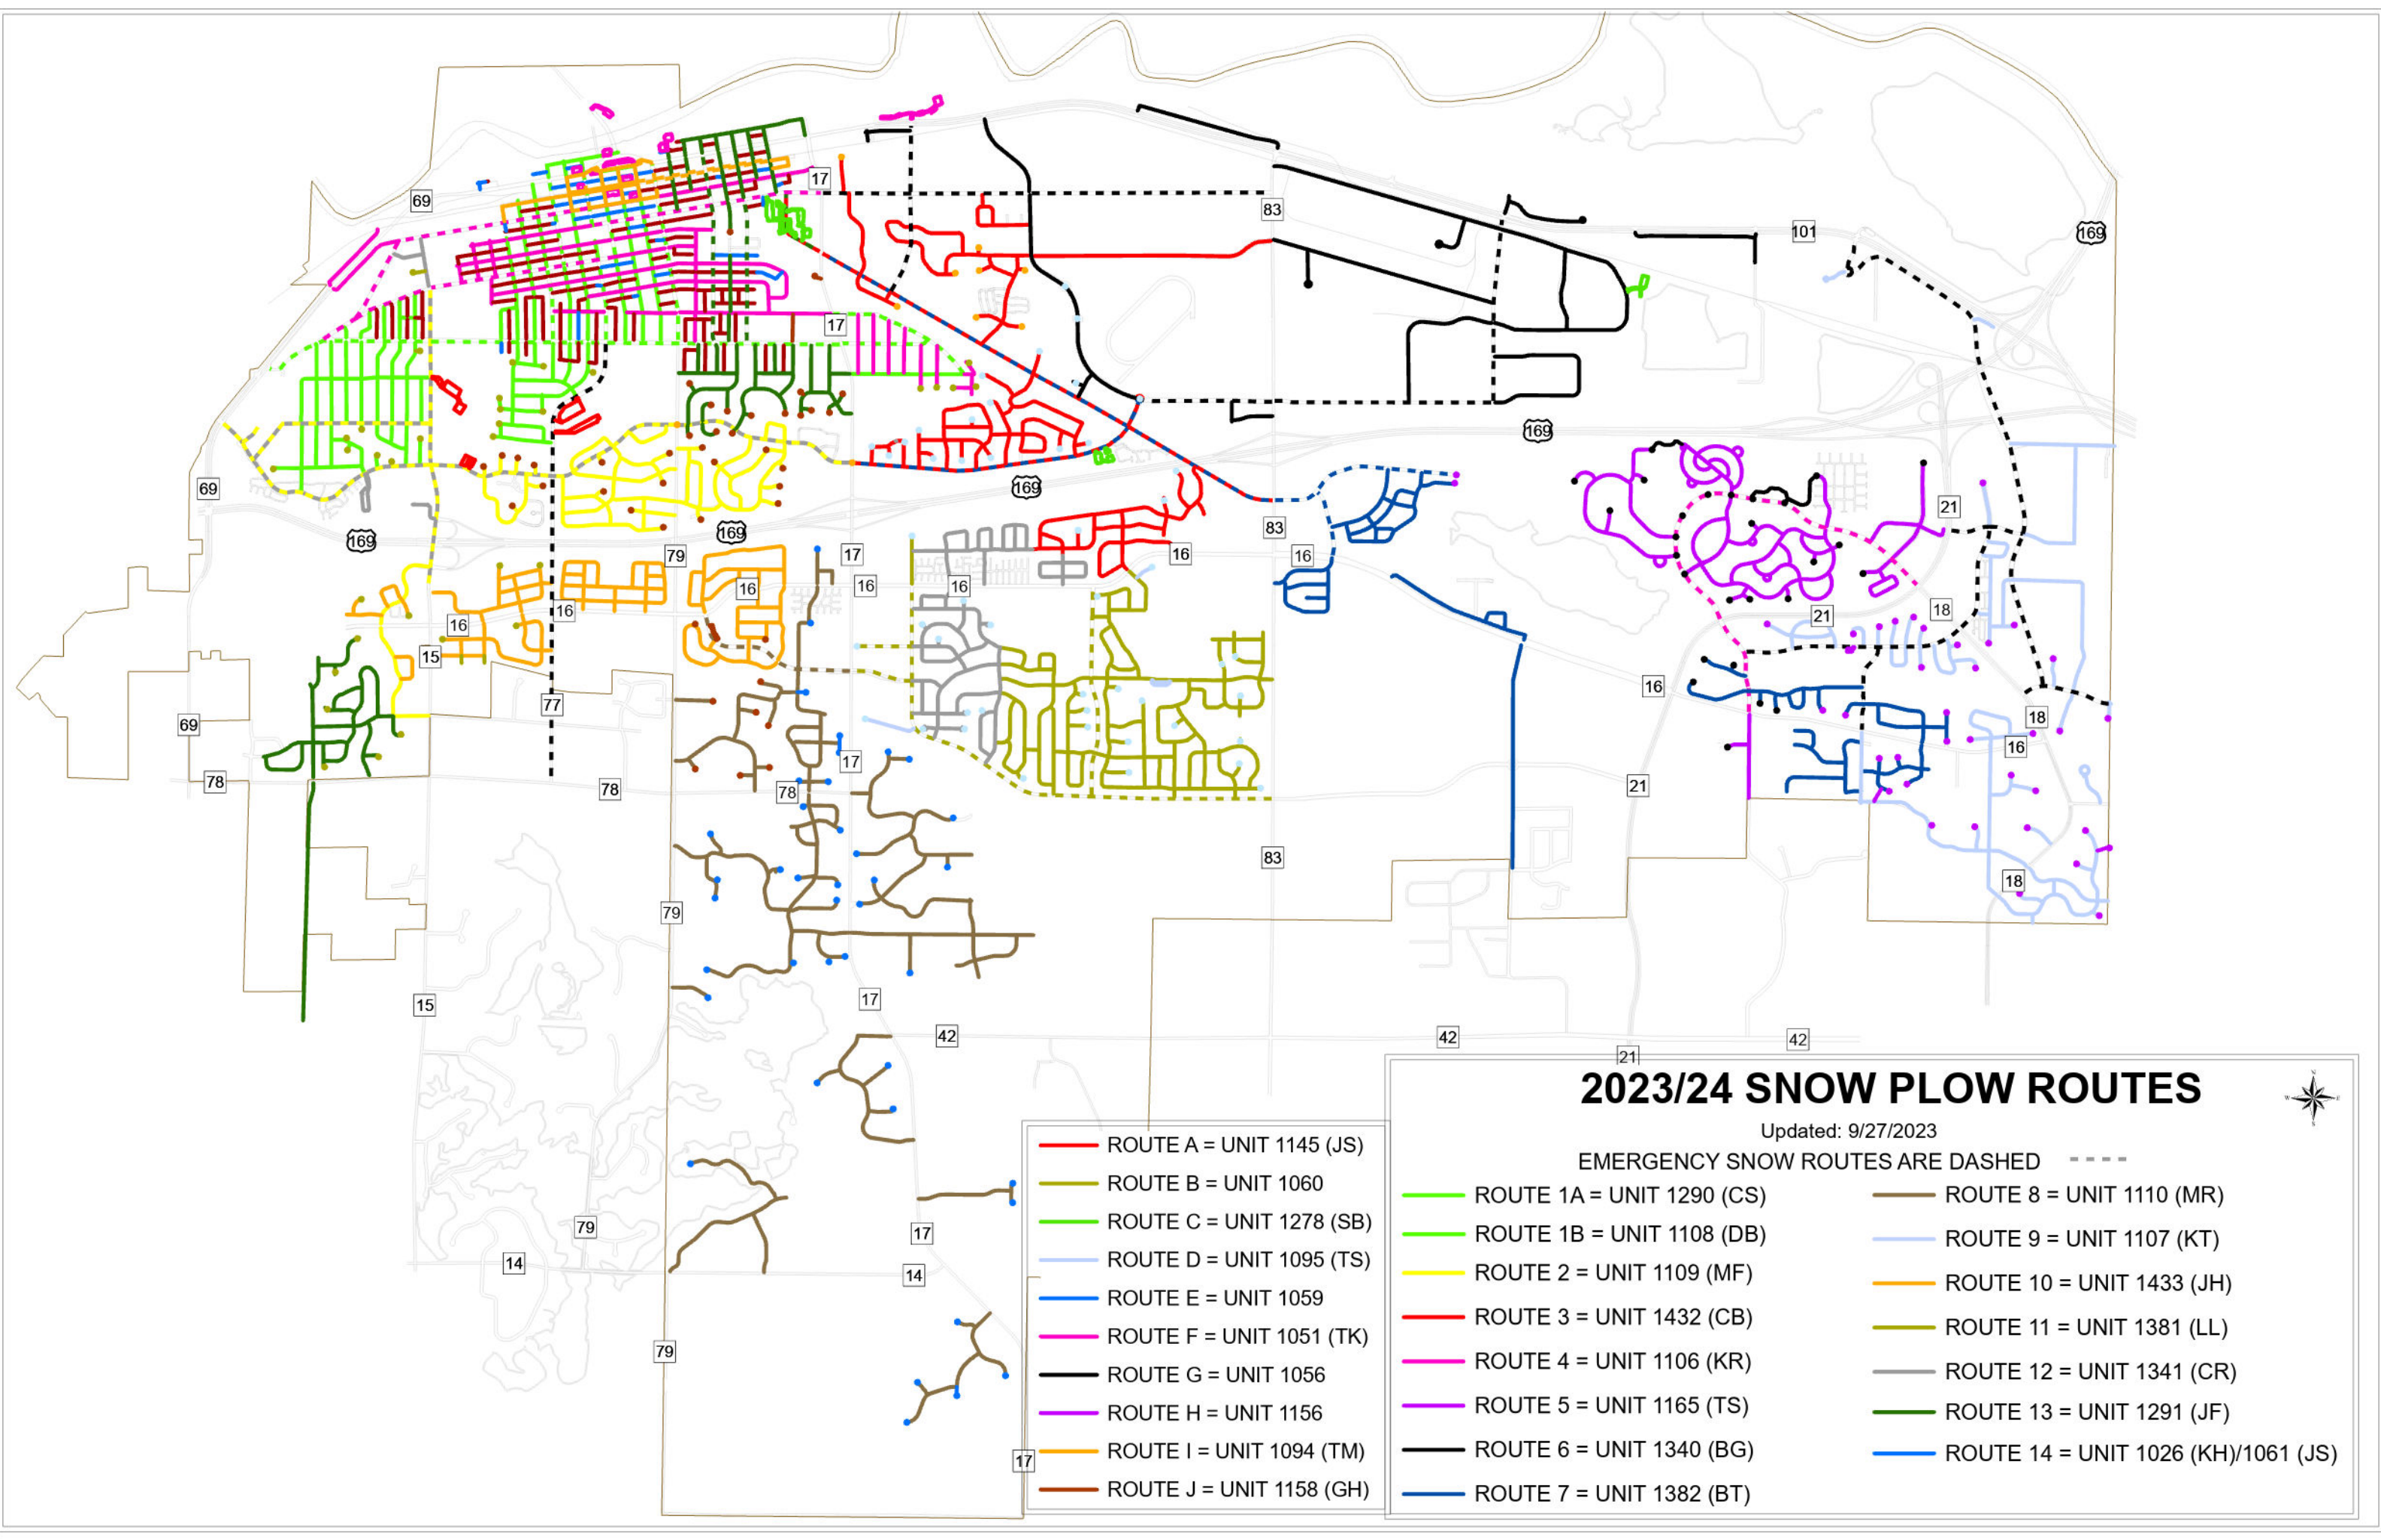 69
17
83
101
169
169
17
169
169
69
21
83
169
169
79
17
16
16
16
16
16
16
16
21
18
15
16
77
69
18
16
17
78
78
78
21
83
18
79
15
17
42
42
42
21
2023/24 SNOW PLOW ROUTES
Updated: 9/27/2023
EMERGENCY SNOW ROUTES ARE DASHED
ROUTE A = UNIT 1145 (JS)
ROUTE B = UNIT 1060
ROUTE C = UNIT 1278 (SB)
ROUTE D = UNIT 1095 (TS)
ROUTE E = UNIT 1059
ROUTE F = UNIT 1051 (TK)
ROUTE G = UNIT 1056
ROUTE H = UNIT 1156
ROUTE I = UNIT 1094 (TM)
ROUTE J = UNIT 1158 (GH)
ROUTE 1A = UNIT 1290 (CS)
ROUTE 1B = UNIT 1108 (DB)
ROUTE 2 = UNIT 1109 (MF)
ROUTE 3 = UNIT 1432 (CB)
ROUTE 4 = UNIT 1106 (KR)
ROUTE 5 = UNIT 1165 (TS)
ROUTE 6 = UNIT 1340 (BG)
ROUTE 7 = UNIT 1382 (BT)
ROUTE 8 = UNIT 1110 (MR)
ROUTE 9 = UNIT 1107 (KT)
ROUTE 10 = UNIT 1433 (JH)
ROUTE 11 = UNIT 1381 (LL)
ROUTE 12 = UNIT 1341 (CR)
ROUTE 13 = UNIT 1291 (JF)
ROUTE 14 = UNIT 1026 (KH)/1061 (JS)
79
17
14
14
79
17